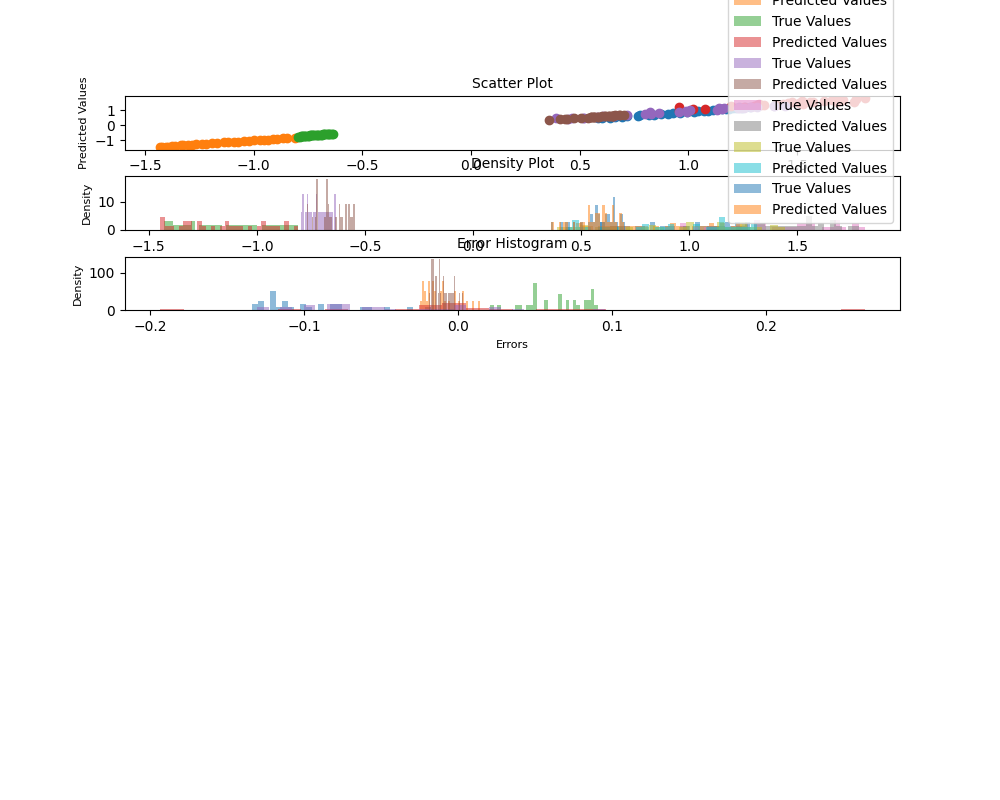 Predicted Values
True Values
Predicted Values
True Values
Predicted Values
True Values
Predicted Values
True Values
Predicted Values
True Values
Predicted Values
Scatter Plot
Predicted Values
1
0
−1
−1.5 −1.0 −0.5 0.0 0.5 1.0
Density Plot
Density
10
0
−1.5 −1.0 −0.5 0.0 0.5 1.0 1.5
Error Histogram
Density
100
0
−0.2 −0.1 0.0 0.1 0.2
Errors